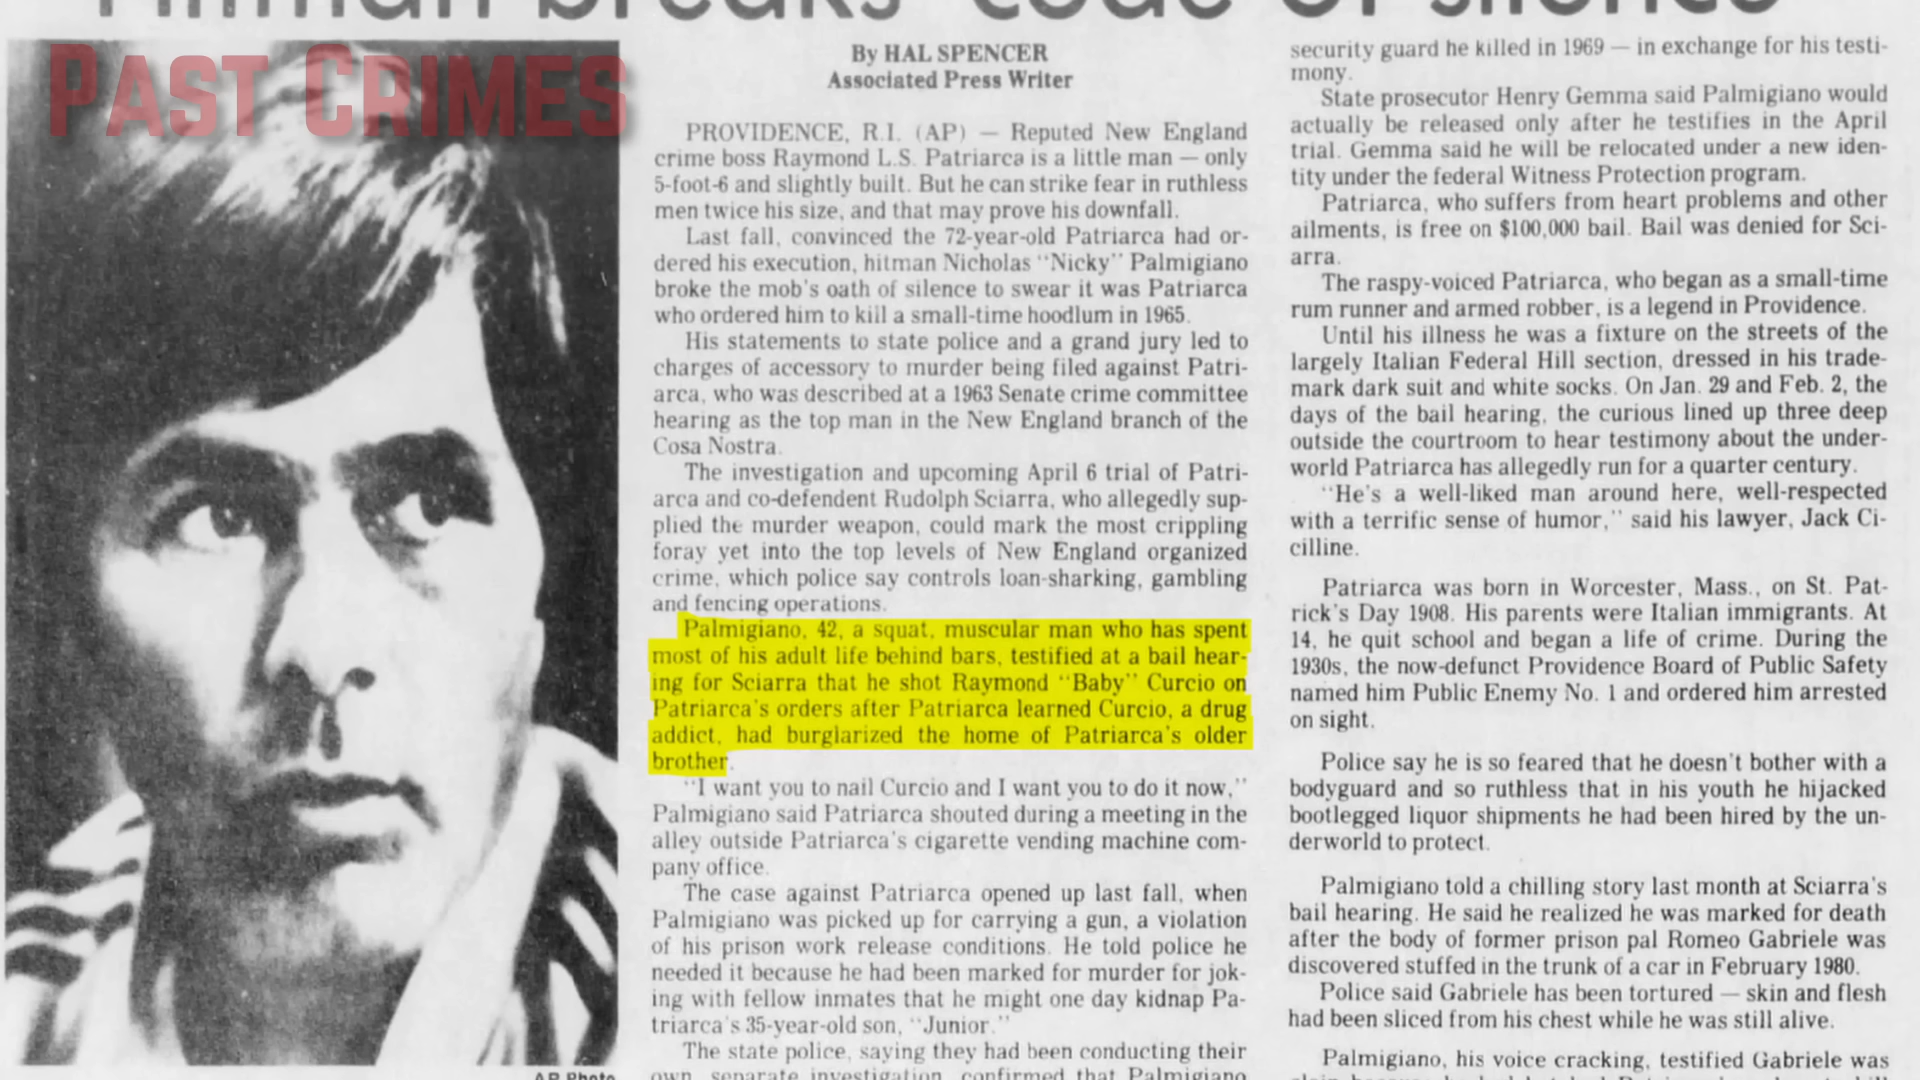 Hitman breaks 'code of silence'
PAST CRIMES
By HAL SPENCER
Associated Press Writer
PROVIDENCE, R.I. (AP) — Reputed New England
crime boss Raymond L.S. Patriarca is a little man — only
5-foot-6 and slightly built. But he can strike fear in ruthless
men twice his size, and that may prove his downfall.
Last fall, convinced the 72-year-old Patriarca had or-
dered his execution, hitman Nicholas "Nicky" Palmigiano
broke the mob's oath of silence to swear it was Patriarca
who ordered him to kill a small-time hoodlum in 1965.
His statements to state police and a grand jury led to
charges of accessory to murder being filed against Patri-
arca, who was described at a 1963 Senate crime committee
hearing as the top man in the New England branch of the
Cosa Nostra.
The investigation and upcoming April 6 trial of Patri-
arca and co-defendent Rudolph Sciarra, who allegedly sup-
plied the murder weapon, could mark the most crippling
foray yet into the top levels of New England organized
crime, which police say controls loan-sharking, gambling
and fencing operations.
Palmigiano, 42, a squat, muscular man who has spent
most of his adult life behind bars, testified at a bail hear-
ing for Sciarra that he shot Raymond "Baby" Curcio on
Patriarca's orders after Patriarca learned Curcio, a drug
addict, had burglarized the home of Patriarca's older
brother.
"I want you to nail Curcio and I want you to do it now,"
Palmigiano said Patriarca shouted during a meeting in the
alley outside Patriarca's cigarette vending machine com-
pany office.
The case against Patriarca opened up last fall, when
Palmigiano was picked up for carrying a gun, a violation
of his prison work release conditions. He told police he
needed it because he had been marked for murder for jok-
ing with fellow inmates that he might one day kidnap Pa-
triarca's 35-year-old son, "Junior."
The state police, saying they had been conducting their
own separate investigation, confirmed that Palmigiano
AP Photo
security guard he killed in 1969 — in exchange for his testi-
mony.
State prosecutor Henry Gemma said Palmigiano would
actually be released only after he testifies in the April
trial. Gemma said he will be relocated under a new iden-
tity under the federal Witness Protection program.
Patriarca, who suffers from heart problems and other
ailments, is free on $100,000 bail. Bail was denied for Sci-
arra.
The raspy-voiced Patriarca, who began as a small-time
rum runner and armed robber, is a legend in Providence.
Until his illness he was a fixture on the streets of the
largely Italian Federal Hill section, dressed in his trade-
mark dark suit and white socks. On Jan. 29 and Feb. 2, the
days of the bail hearing, the curious lined up three deep
outside the courtroom to hear testimony about the under-
world Patriarca has allegedly run for a quarter century.
"He's a well-liked man around here, well-respected
with a terrific sense of humor," said his lawyer, Jack Ci-
cilline.
Patriarca was born in Worcester, Mass., on St. Pat-
rick's Day 1908. His parents were Italian immigrants. At
14, he quit school and began a life of crime. During the
1930s, the now-defunct Providence Board of Public Safety
named him Public Enemy No. 1 and ordered him arrested
on sight.
Police say he is so feared that he doesn't bother with a
bodyguard and so ruthless that in his youth he hijacked
bootlegged liquor shipments he had been hired by the un-
derworld to protect.
Palmigiano told a chilling story last month at Sciarra's
bail hearing. He said he realized he was marked for death
after the body of former prison pal Romeo Gabriele was
discovered stuffed in the trunk of a car in February 1980.
Police said Gabriele has been tortured — skin and flesh
had been sliced from his chest while he was still alive.
Palmigiano, his voice cracking, testified Gabriele was